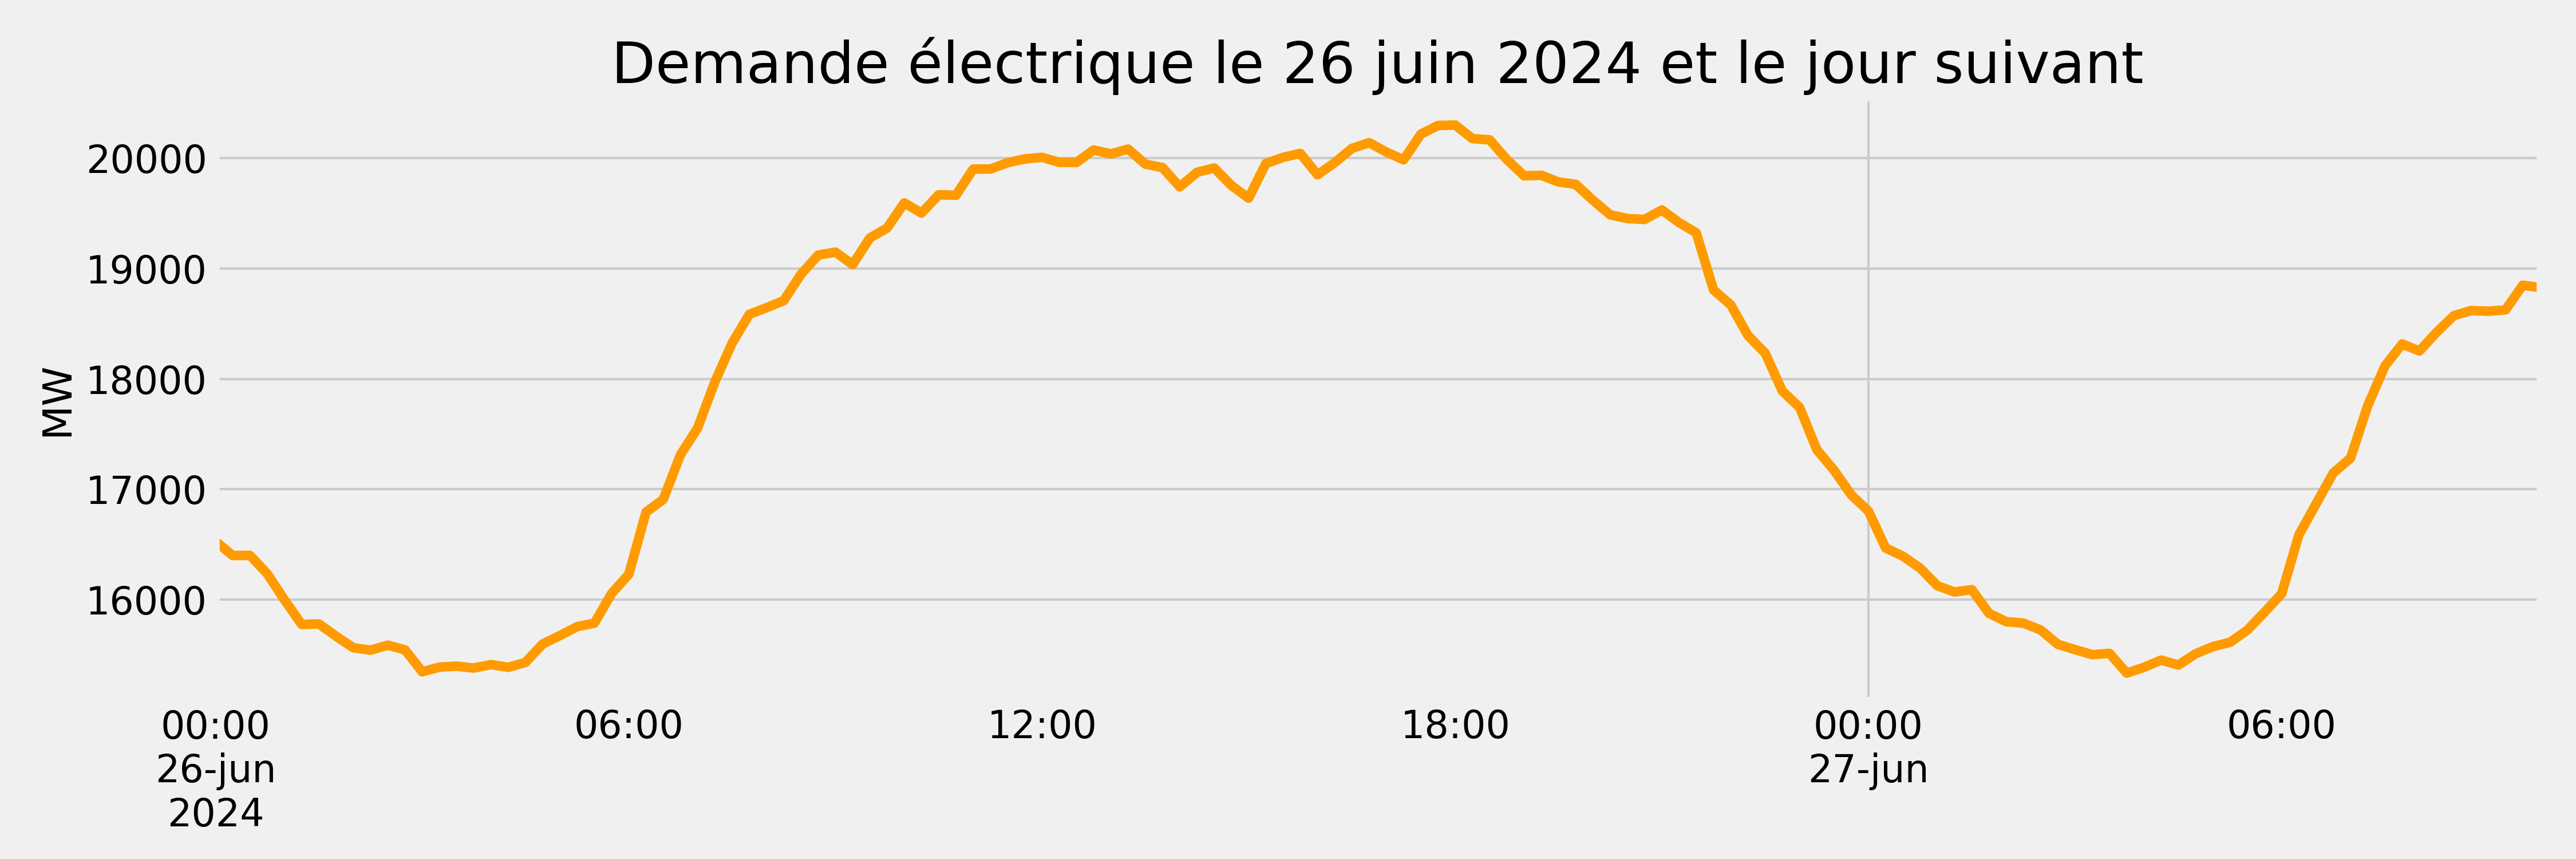 Demande électrique le 26 juin 2024 et le jour suivant
20000
19000
18000
17000
16000
MW
00:00 06:00 12:00 18:00 00:00 06:00
26-jun 27-jun
2024